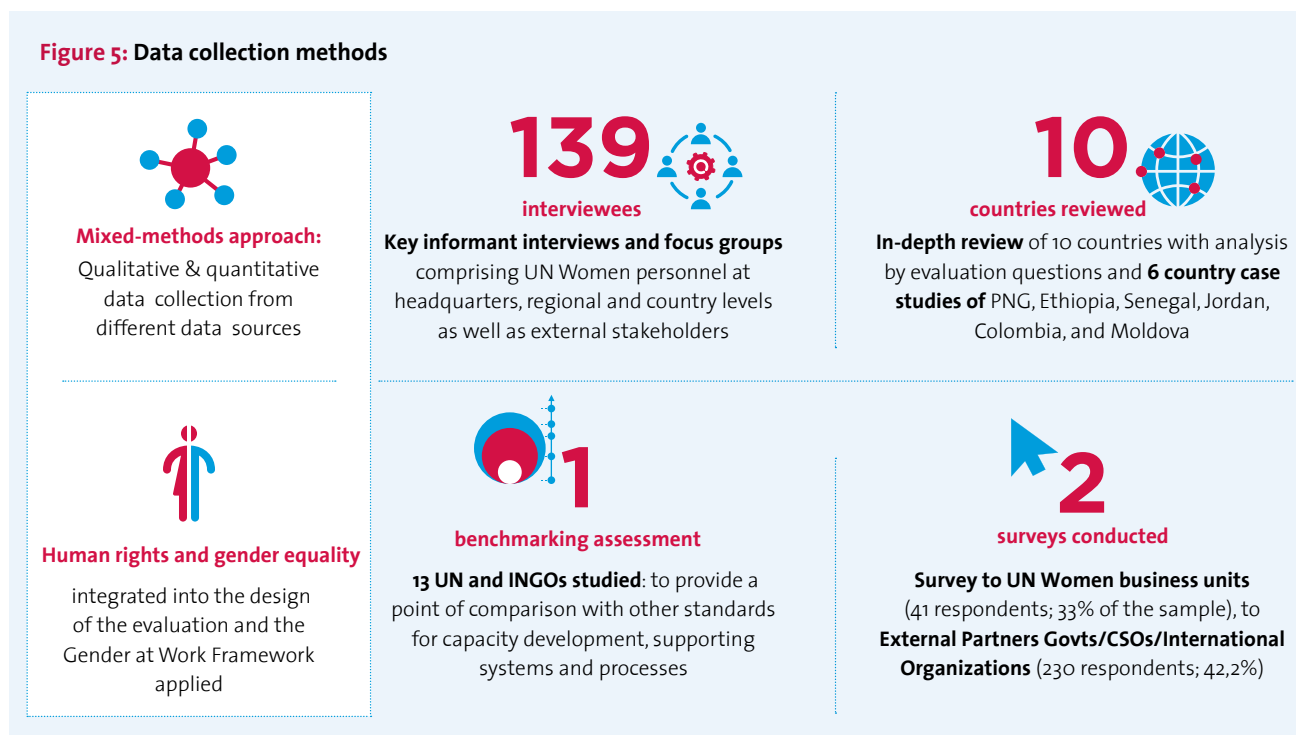 Figure 5: Data collection methods
Mixed-methods approach:
Qualitative & quantitative
data collection from
different data sources
139
interviewees
Key informant interviews and focus groups
comprising UN Women personnel at
headquarters, regional and country levels
as well as external stakeholders
10
countries reviewed
In-depth review of 10 countries with analysis
by evaluation questions and 6 country case
studies of PNG, Ethiopia, Senegal, Jordan,
Colombia, and Moldova
Human rights and gender equality
integrated into the design
of the evaluation and the
Gender at Work Framework
applied
1
benchmarking assessment
13 UN and INGOs studied: to provide a
point of comparison with other standards
for capacity development, supporting
systems and processes
2
surveys conducted
Survey to UN Women business units
(41 respondents; 33% of the sample), to
External Partners Govts/CSOs/International
Organizations (230 respondents; 42,2%)